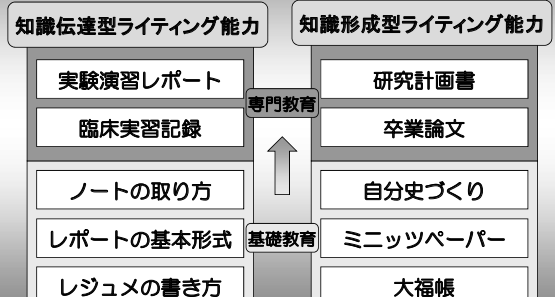 知識伝達型ライティング能力
実験演習レポート
臨床実習記録
ノートの取り方
レポートの基本形式
レジュメの書き方
専門教育
基礎教育
知識形成型ライティング能力
研究計画書
卒業論文
自分史づくり
ミニッツペーパー
大福帳